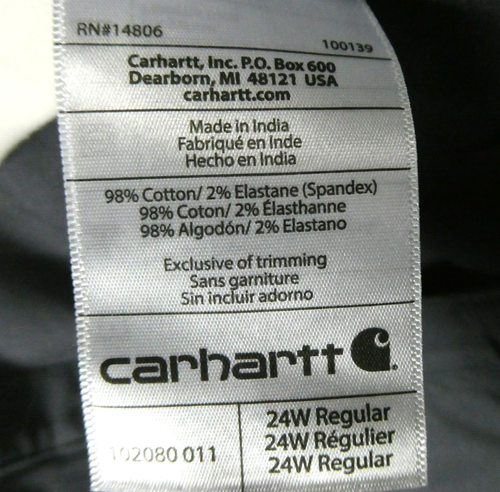 RN#14806
100139
Carhartt, Inc. P.O. Box 600
Dearborn, MI 48121 USA
carhartt.com
Made in India
Fabriqué en Inde
Hecho en India
98% Cotton/ 2% Elastane (Spandex)
98% Coton/ 2% Élasthanne
98% Algodón/ 2% Elastano
Exclusive of trimming
Sans garniture
Sin incluir adorno
carhartt
102080 011
24W Regular
24W Régulier
24W Regular